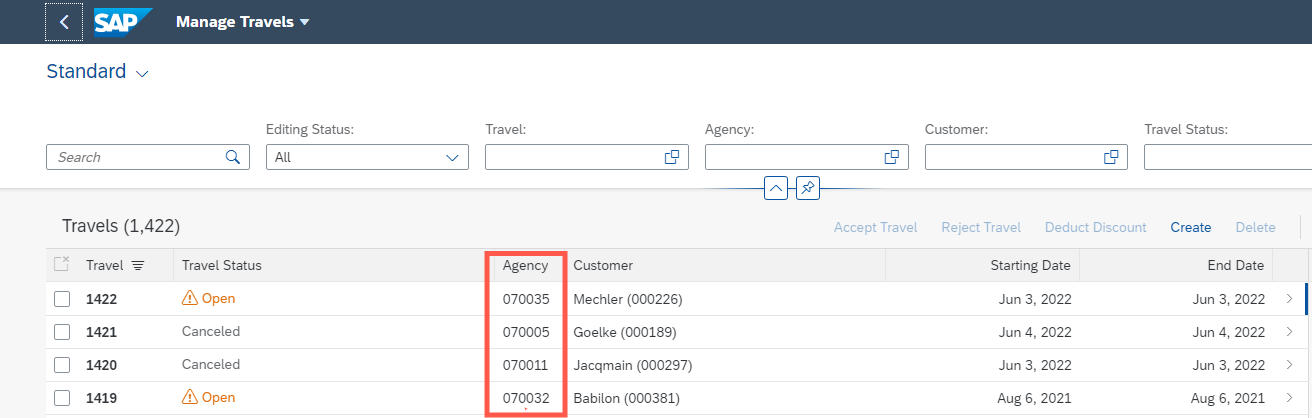 SAP Manage Travels
Standard
Editing Status: Travel: Agency: Customer: Travel Status:
Search All
Travels (1,422) Accept Travel Reject Travel Deduct Discount Create Delete
Travel Travel Status Agency Customer Starting Date End Date
1422 Open 070035 Mechler (000226) Jun 3, 2022 Jun 3, 2022
1421 Canceled 070005 Goelke (000189) Jun 4, 2022 Jun 4, 2022
1420 Canceled 070011 Jacqmain (000297) Jun 3, 2022 Jun 3, 2022
1419 Open 070032 Babilon (000381) Aug 6, 2021 Aug 6, 2021